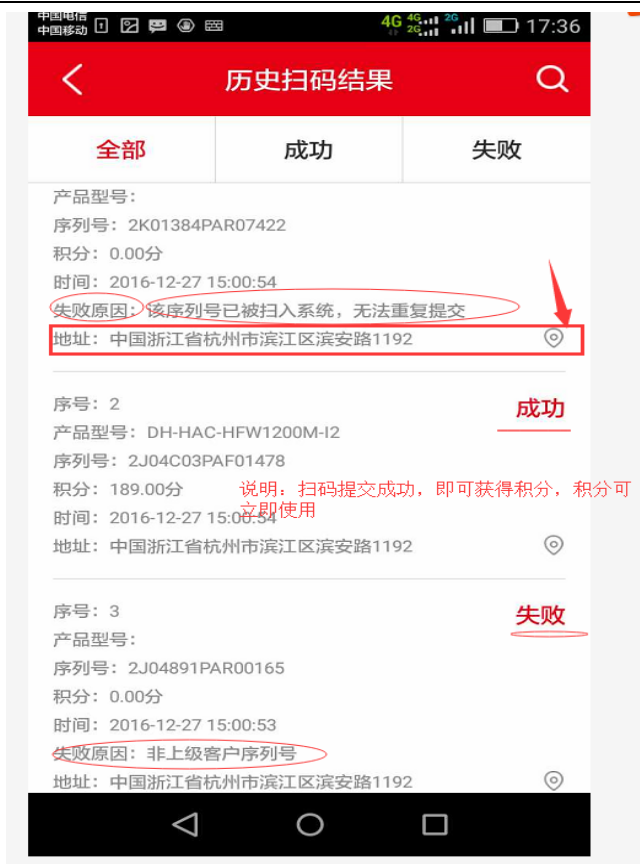 中国电信
中国移动
4G 4G 2G 2G 17:36
历史扫码结果
全部 成功 失败
产品型号：
序列号：2K01384PAR07422
积分：0.00分
时间：2016-12-27 15:00:54
失败原因：该序列号已被扫入系统，无法重复提交
地址：中国浙江省杭州市滨江区滨安路1192
序号：2 成功
产品型号：DH-HAC-HFW1200M-I2
序列号：2J04C03PAF01478
积分：189.00分
说明：扫码提交成功，即可获得积分，积分可
立即使用
时间：2016-12-27 15:00:54
地址：中国浙江省杭州市滨江区滨安路1192
序号：3 失败
产品型号：
序列号：2J04891PAR00165
积分：0.00分
时间：2016-12-27 15:00:53
失败原因：非上级客户序列号
地址：中国浙江省杭州市滨江区滨安路1192